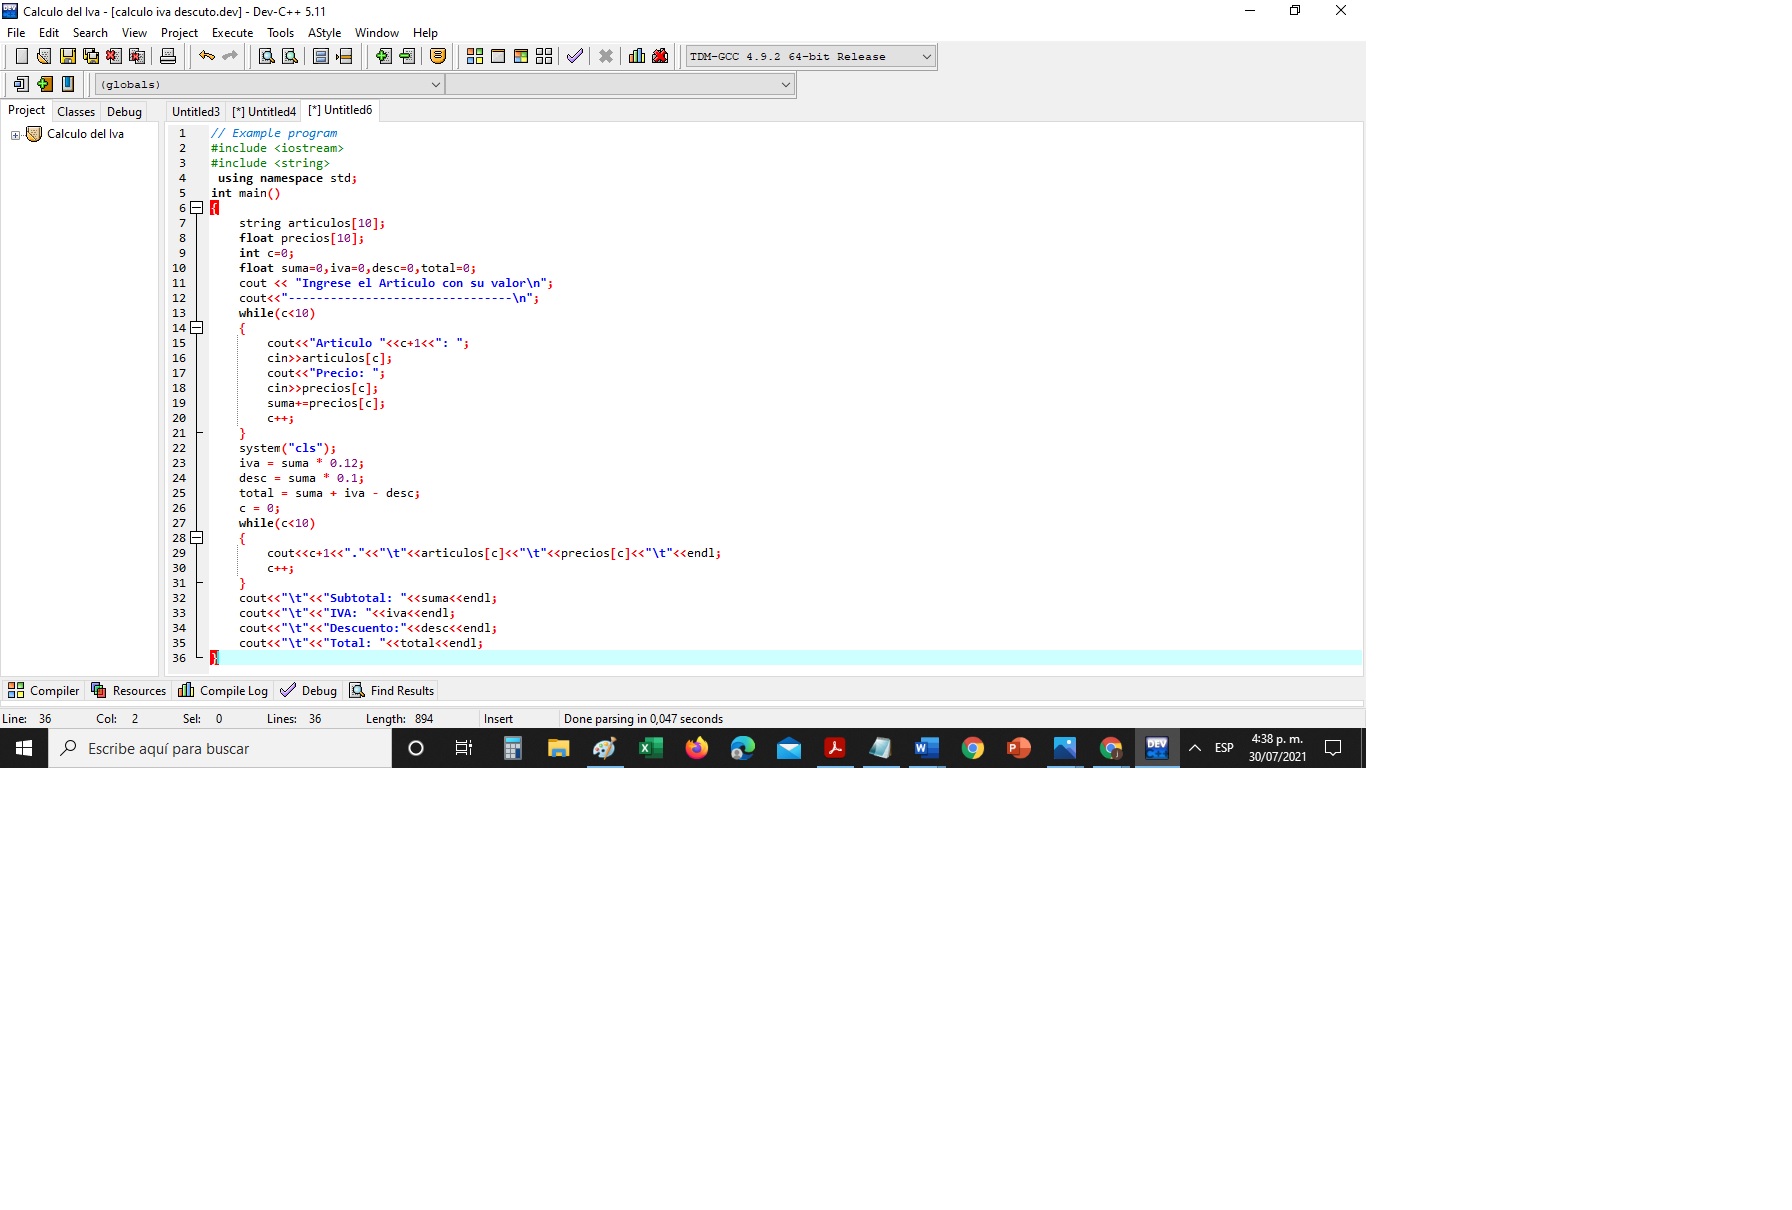 Calculo del Iva - [calculo iva descuto.dev] - Dev-C++ 5.11
File Edit Search View Project Execute Tools AStyle Window Help
TDM-GCC 4.9.2 64-bit Release
(globals)
Project Classes Debug Untitled3 [*] Untitled4 [*] Untitled6
Calculo del Iva
1 // Example program
2 #include <iostream>
3 #include <string>
4 using namespace std;
5 int main()
6 {
7 string articulos[10];
8 float precios[10];
9 int c=0;
10 float suma=0,iva=0,desc=0,total=0;
11 cout << "Ingrese el Articulo con su valor\n";
12 cout<<"--------------------------------\n";
13 while(c<10)
14 {
15 cout<<"Articulo "<<c+1<<": ";
16 cin>>articulos[c];
17 cout<<"Precio: ";
18 cin>>precios[c];
19 suma+=precios[c];
20 c++;
21 }
22 system("cls");
23 iva = suma * 0.12;
24 desc = suma * 0.1;
25 total = suma + iva - desc;
26 c = 0;
27 while(c<10)
28 {
29 cout<<c+1<<"."<<"\t"<<articulos[c]<<"\t"<<precios[c]<<"\t"<<endl;
30 c++;
31 }
32 cout<<"\t"<<"Subtotal: "<<suma<<endl;
33 cout<<"\t"<<"IVA: "<<iva<<endl;
34 cout<<"\t"<<"Descuento:"<<desc<<endl;
35 cout<<"\t"<<"Total: "<<total<<endl;
36 }
Compiler Resources Compile Log Debug Find Results
Line: 36 Col: 2 Sel: 0 Lines: 36 Length: 894 Insert Done parsing in 0,047 seconds
Escribe aquí para buscar
DEV
ESP
4:38 p. m.
30/07/2021